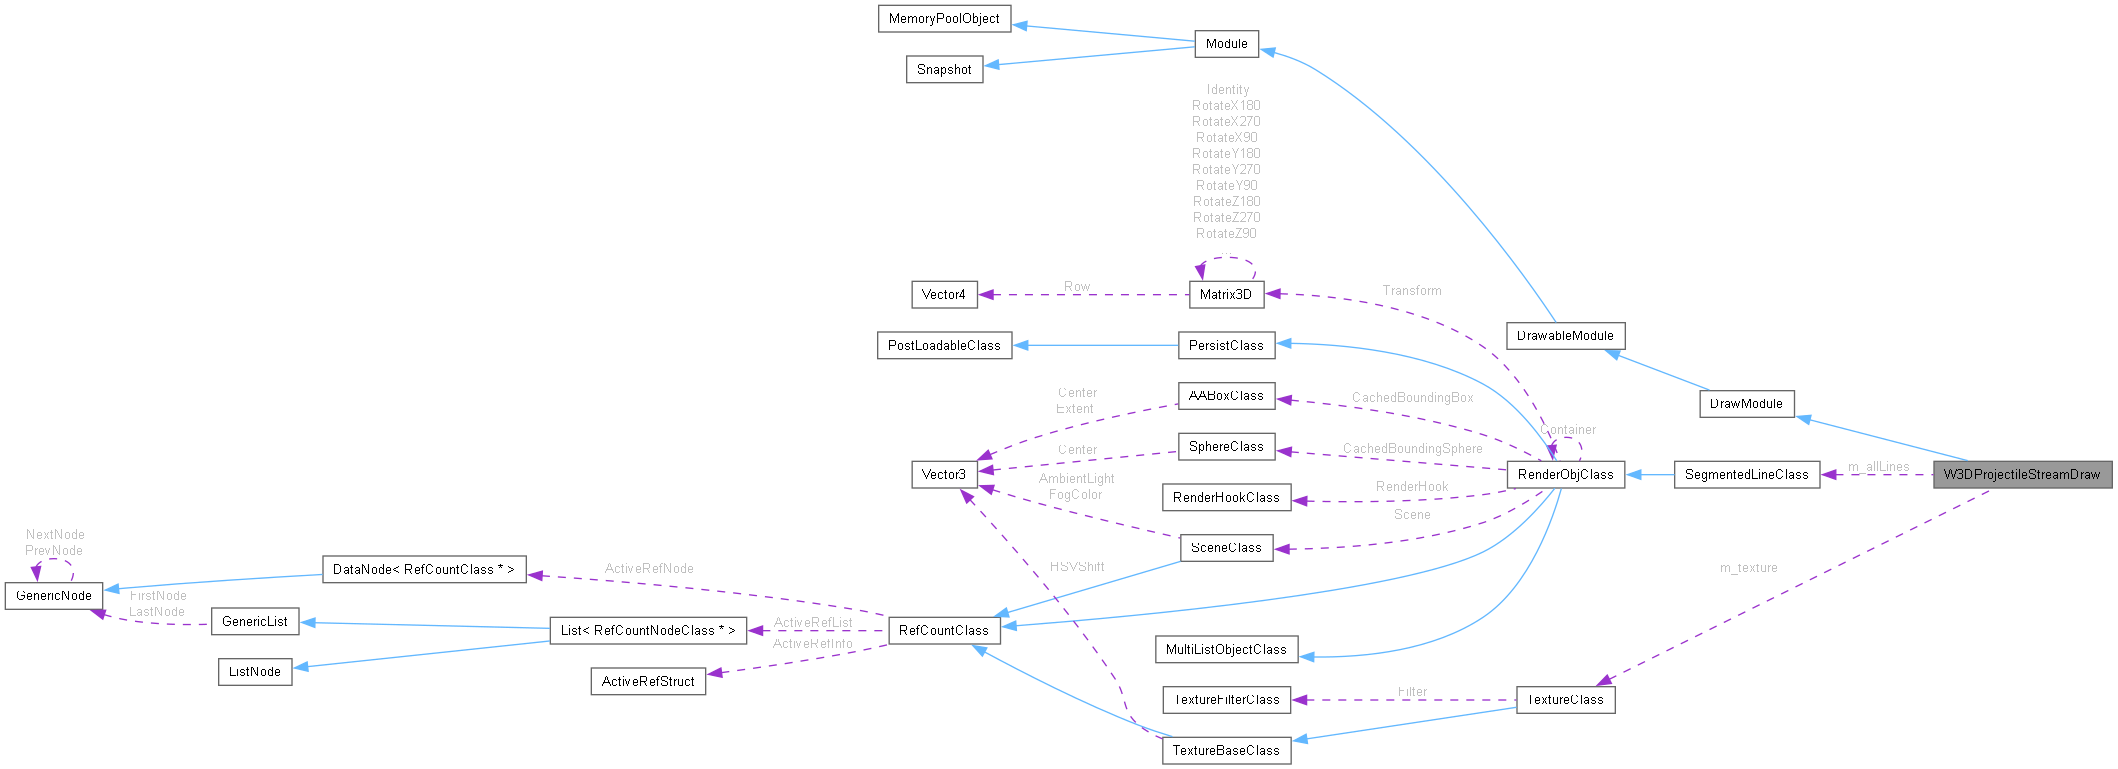 MemoryPoolObject
Module
Snapshot
Identity
RotateX180
RotateX270
RotateX90
RotateY180
RotateY270
RotateY90
RotateZ180
RotateZ270
RotateZ90
...
Vector4
Row
Matrix3D
Transform
DrawableModule
PostLoadableClass
PersistClass
DrawModule
Center
Extent
AABoxClass
CachedBoundingBox
Container
Center
SphereClass
CachedBoundingSphere
Vector3
AmbientLight
FogColor
RenderHookClass
RenderHook
RenderObjClass
SegmentedLineClass
m_allLines
W3DProjectileStreamDraw
Scene
SceneClass
HSVShift
m_texture
NextNode
PrevNode
GenericNode
DataNode< RefCountClass * >
ActiveRefNode
FirstNode
LastNode
GenericList
List< RefCountNodeClass * >
ActiveRefList
ActiveRefInfo
RefCountClass
ListNode
ActiveRefStruct
MultiListObjectClass
TextureFilterClass
Filter
TextureClass
TextureBaseClass